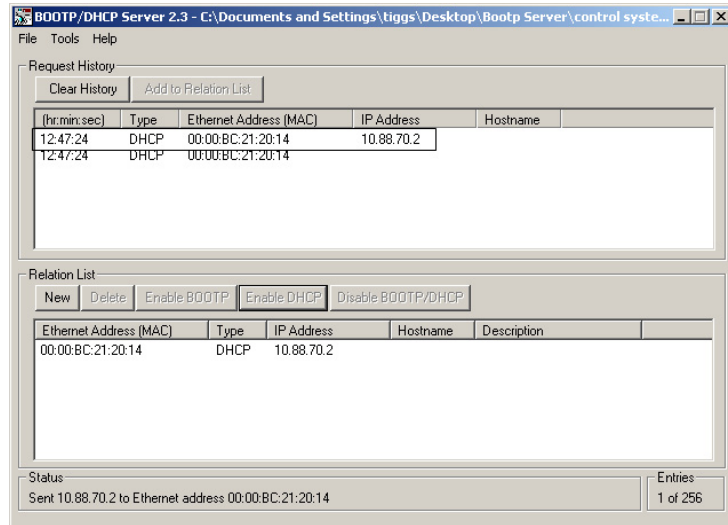 BOOTP/DHCP Server 2.3 - C:\Documents and Settings\tiggs\Desktop\Bootp Server\control syste...
File Tools Help
Request History
Clear History Add to Relation List
(hr:min:sec) Type Ethernet Address (MAC) IP Address Hostname
12:47:24 DHCP 00:00:BC:21:20:14 10.88.70.2
12:47:24 DHCP 00:00:BC:21:20:14
Relation List
New Delete Enable BOOTP Enable DHCP Disable BOOTP/DHCP
Ethernet Address (MAC) Type IP Address Hostname Description
00:00:BC:21:20:14 DHCP 10.88.70.2
Status Entries
Sent 10.88.70.2 to Ethernet address 00:00:BC:21:20:14 1 of 256